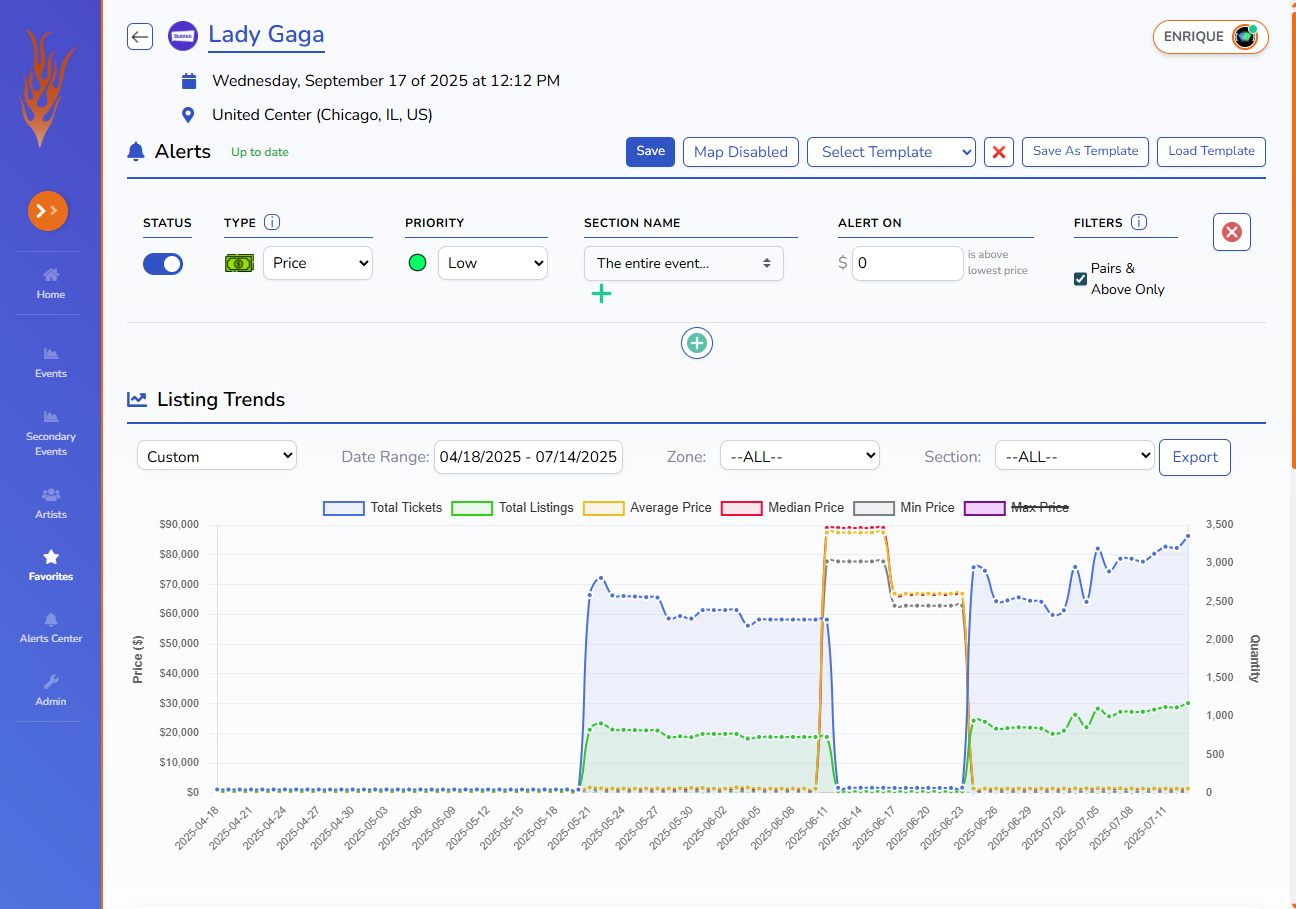 StubHub
Lady Gaga
ENRIQUE
Wednesday, September 17 of 2025 at 12:12 PM
United Center (Chicago, IL, US)
Alerts
Up to date
Save
Map Disabled
Select Template
Save As Template
Load Template
STATUS
TYPE
PRIORITY
SECTION NAME
ALERT ON
FILTERS
Price
Low
The entire event...
$
0
is above
lowest price
Pairs &
Above Only
Home
Events
Secondary
Events
Artists
Favorites
Alerts Center
Admin
Listing Trends
Custom
Date Range:
04/18/2025 - 07/14/2025
Zone:
--ALL--
Section:
--ALL--
Export
Total Tickets
Total Listings
Average Price
Median Price
Min Price
Max Price
Price ($)
$90,000
$80,000
$70,000
$60,000
$50,000
$40,000
$30,000
$20,000
$10,000
$0
3,500
3,000
2,500
2,000
1,500
1,000
500
0
Quantity
2025-04-18
2025-04-21
2025-04-24
2025-04-27
2025-04-30
2025-05-03
2025-05-06
2025-05-09
2025-05-12
2025-05-15
2025-05-18
2025-05-21
2025-05-24
2025-05-27
2025-05-30
2025-06-02
2025-06-05
2025-06-08
2025-06-11
2025-06-14
2025-06-17
2025-06-20
2025-06-23
2025-06-26
2025-06-29
2025-07-02
2025-07-05
2025-07-08
2025-07-11